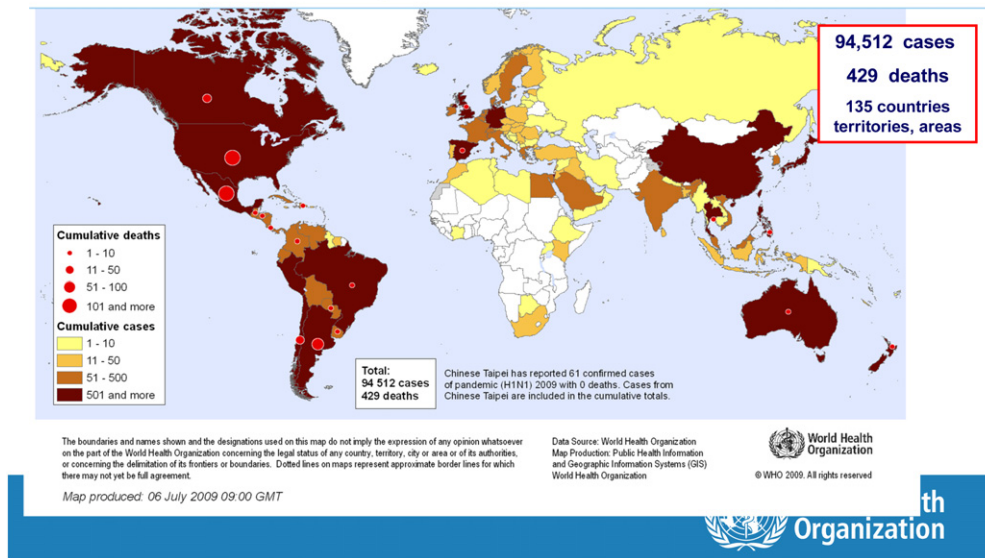 94,512 cases
429 deaths
135 countries
territories, areas
Cumulative deaths
1 - 10
11 - 50
51 - 100
101 and more
Cumulative cases
1 - 10
11 - 50
51 - 500
501 and more
Total:
94 512 cases
429 deaths
Chinese Taipei has reported 61 confirmed cases
of pandemic (H1N1) 2009 with 0 deaths. Cases from
Chinese Taipei are included in the cumulative totals.
The boundaries and names shown and the designations used on this map do not imply the expression of any opinion whatsoever
on the part of the World Health Organization concerning the legal status of any country, territory, city or area or of its authorities,
or concerning the delimitation of its frontiers or boundaries. Dotted lines on maps represent approximate border lines for which
there may not yet be full agreement.
Data Source: World Health Organization
Map Production: Public Health Information
and Geographic Information Systems (GIS)
World Health Organization
World Health
Organization
© WHO 2009. All rights reserved
Map produced: 06 July 2009 09:00 GMT
th
Organization